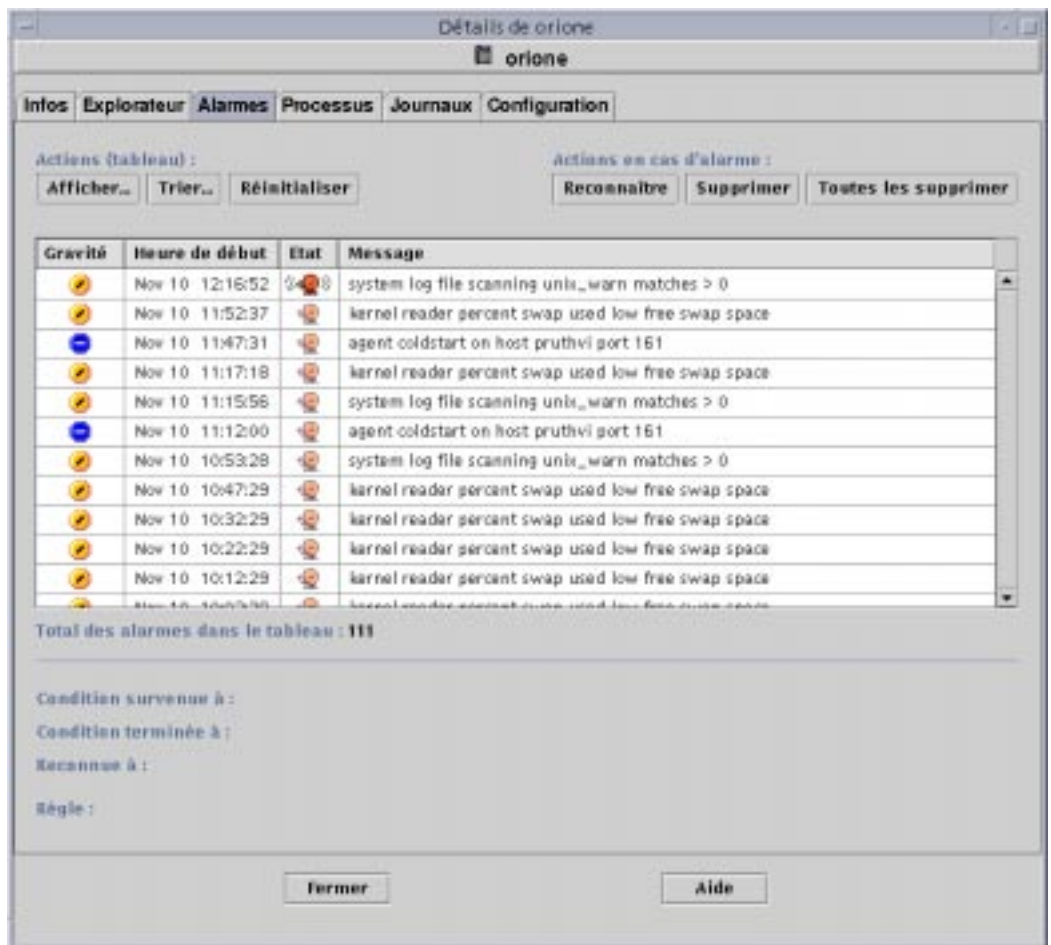 Détails de orione
orione
Infos Explorateur Alarmes Processus Journaux Configuration
Actions (tableau) : Actions en cas d'alarme :
Afficher... Trier... Réinitialiser Reconnaître Supprimer Toutes les supprimer
Gravité Heure de début Etat Message
Nov 10 12:16:52 system log file scanning unix_warn matches > 0
Nov 10 11:52:37 kernel reader percent swap used low free swap space
Nov 10 11:47:31 agent coldstart on host pruthvi port 161
Nov 10 11:17:18 kernel reader percent swap used low free swap space
Nov 10 11:15:56 system log file scanning unix_warn matches > 0
Nov 10 11:12:00 agent coldstart on host pruthvi port 161
Nov 10 10:53:28 system log file scanning unix_warn matches > 0
Nov 10 10:47:29 kernel reader percent swap used low free swap space
Nov 10 10:32:29 kernel reader percent swap used low free swap space
Nov 10 10:22:29 kernel reader percent swap used low free swap space
Nov 10 10:12:29 kernel reader percent swap used low free swap space
kernel reader percent swap used low free swap space
Total des alarmes dans le tableau : 111
Condition survenue à :
Condition terminée à :
Reconnue à :
Règle :
Fermer Aide